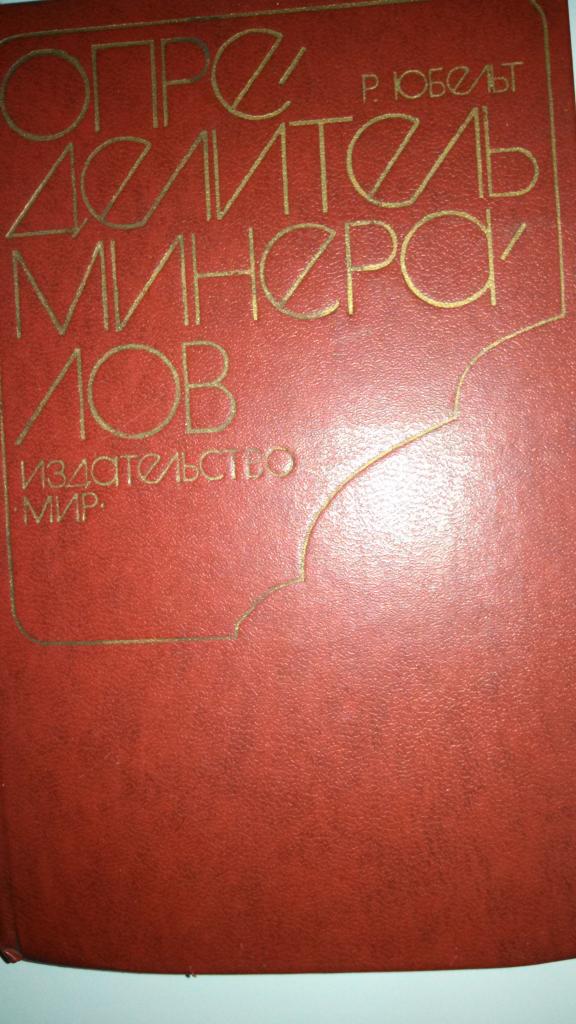 ОПРЕ-
Р. ЮБЕЛЬТ
ДЕЛИТЕЛЬ
МИНЕРА-
ЛОВ
ИЗДАТЕЛЬСТВО
·МИР·